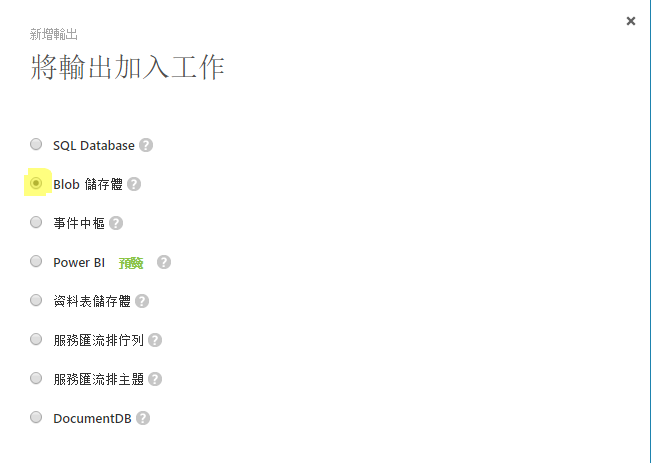 新增輸出
將輸出加入工作
SQL Database ?
Blob 儲存體 ?
事件中樞 ?
Power BI 預覽 ?
資料表儲存體 ?
服務匯流排佇列 ?
服務匯流排主題 ?
DocumentDB ?